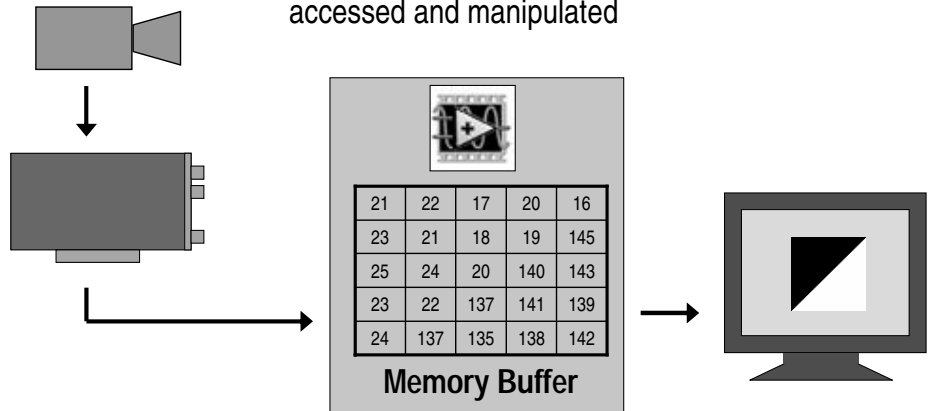 accessed and manipulated
21 22 17 20 16
23 21 18 19 145
25 24 20 140 143
23 22 137 141 139
24 137 135 138 142
Memory Buffer